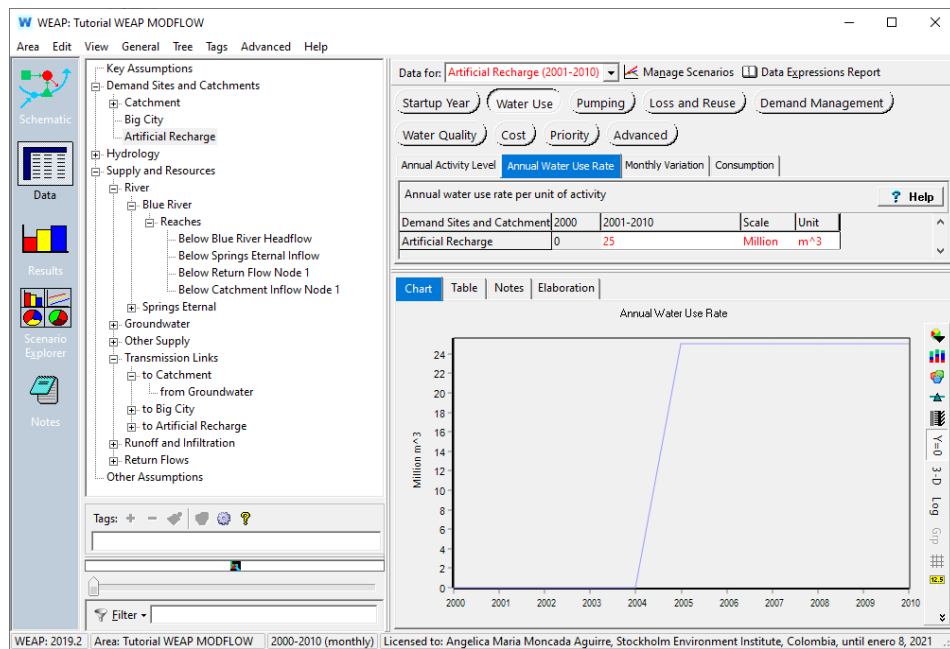 WEAP: Tutorial WEAP MODFLOW
Area Edit View General Tree Tags Advanced Help
Schematic
Data
Results
Scenario
Explorer
Notes
Key Assumptions
Demand Sites and Catchments
Catchment
Big City
Artificial Recharge
Hydrology
Supply and Resources
River
Blue River
Reaches
Below Blue River Headflow
Below Springs Eternal Inflow
Below Return Flow Node 1
Below Catchment Inflow Node 1
Springs Eternal
Groundwater
Other Supply
Transmission Links
to Catchment
from Groundwater
to Big City
to Artificial Recharge
Runoff and Infiltration
Return Flows
Other Assumptions
Tags:
Filter
Data for: Artificial Recharge (2001-2010) Manage Scenarios Data Expressions Report
Startup Year Water Use Pumping Loss and Reuse Demand Management
Water Quality Cost Priority Advanced
Annual Activity Level Annual Water Use Rate Monthly Variation Consumption
Annual water use rate per unit of activity ? Help
Demand Sites and Catchment 2000 2001-2010 Scale Unit
Artificial Recharge 0 25 Million m^3
Chart Table Notes Elaboration
Annual Water Use Rate
Million m^3
24
22
20
18
16
14
12
10
8
6
4
2
0
2000 2001 2002 2003 2004 2005 2006 2007 2008 2009 2010
Y=0
3-D
Log
Grp
12.5
WEAP: 2019.2 Area: Tutorial WEAP MODFLOW 2000-2010 (monthly) Licensed to: Angelica Maria Moncada Aguirre, Stockholm Environment Institute, Colombia, until enero 8, 2021